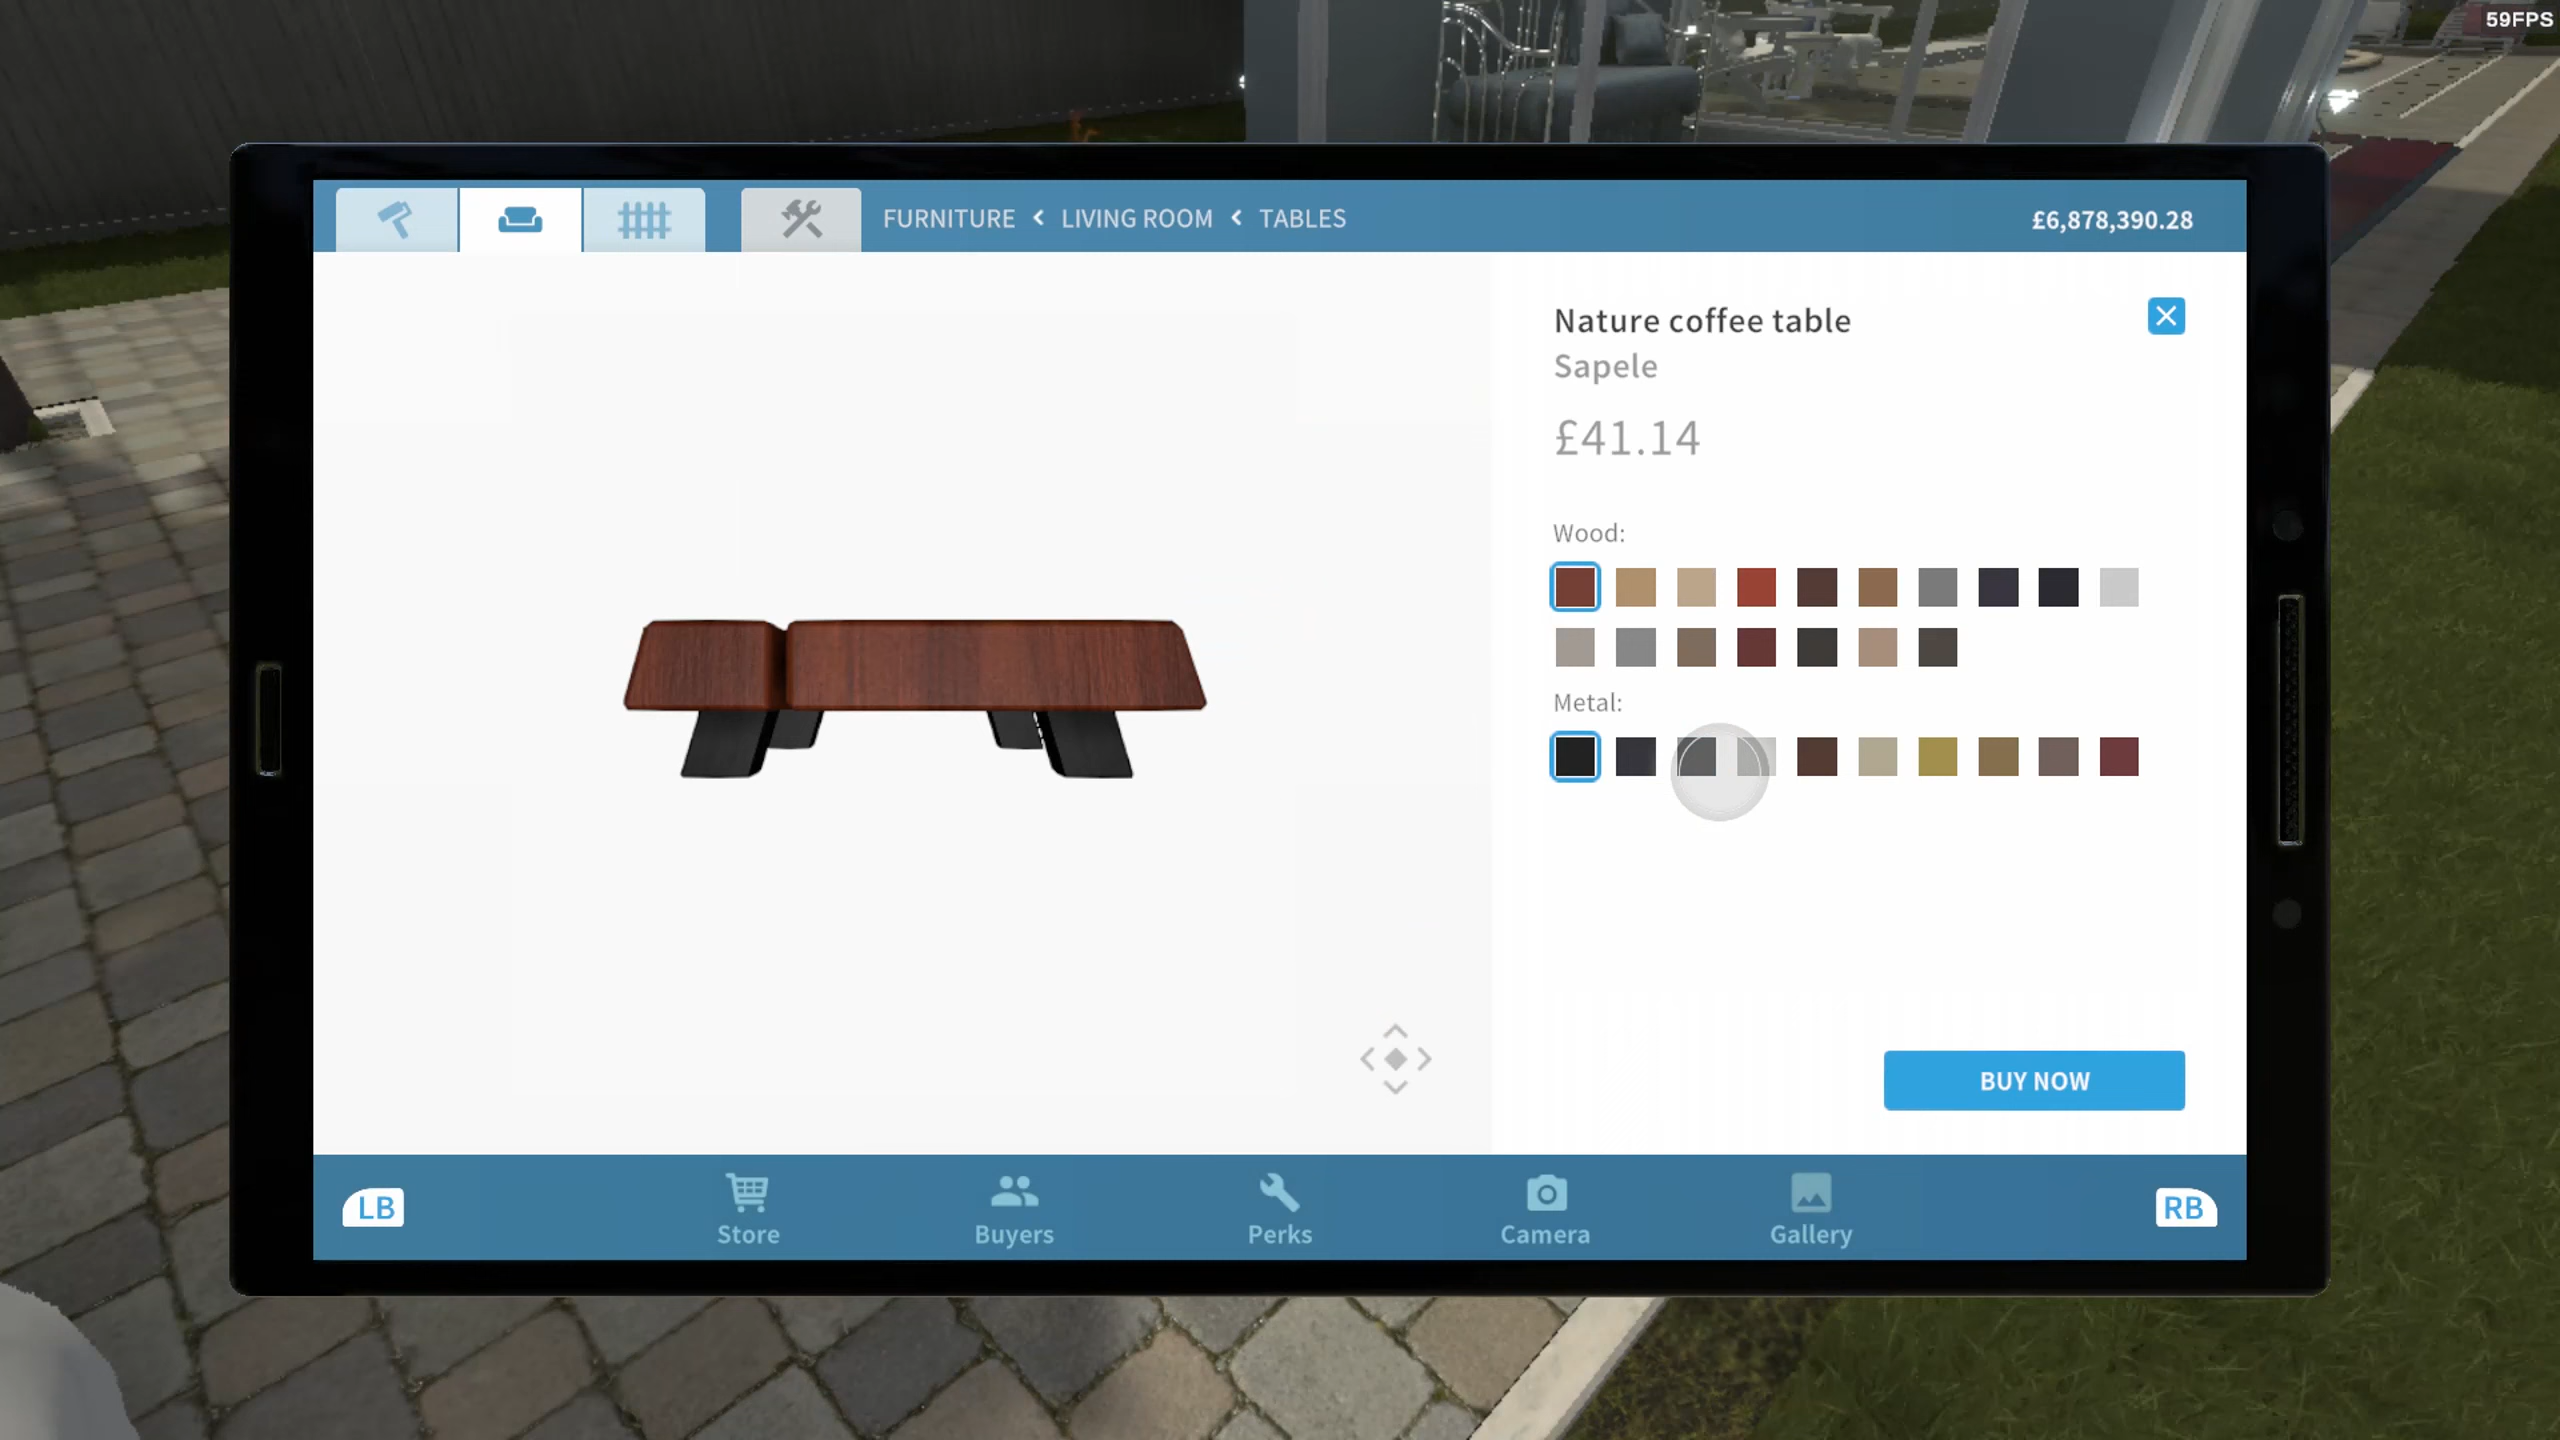 59FPS
FURNITURE < LIVING ROOM < TABLES
£6,878,390.28
Nature coffee table
Sapele
£41.14
Wood:
Metal:
BUY NOW
LB
Store
Buyers
Perks
Camera
Gallery
RB